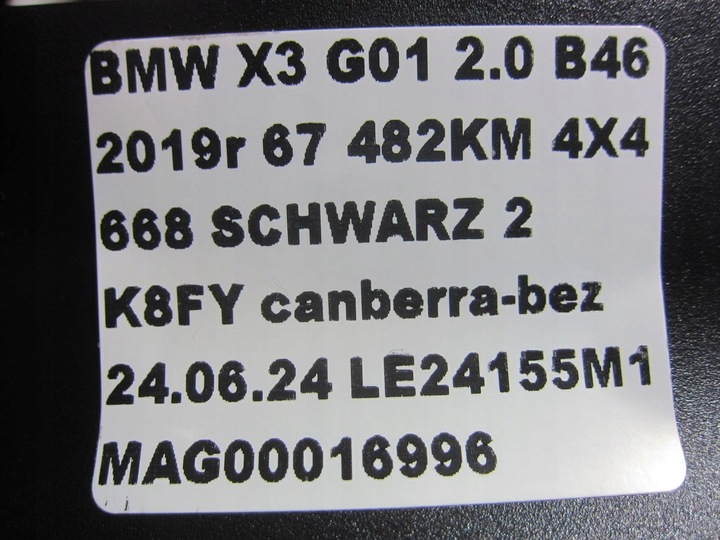 BMW X3 G01 2.0 B46
2019r 67 482KM 4X4
668 SCHWARZ 2
K8FY canberra-bez
24.06.24 LE24155M1
MAG00016996